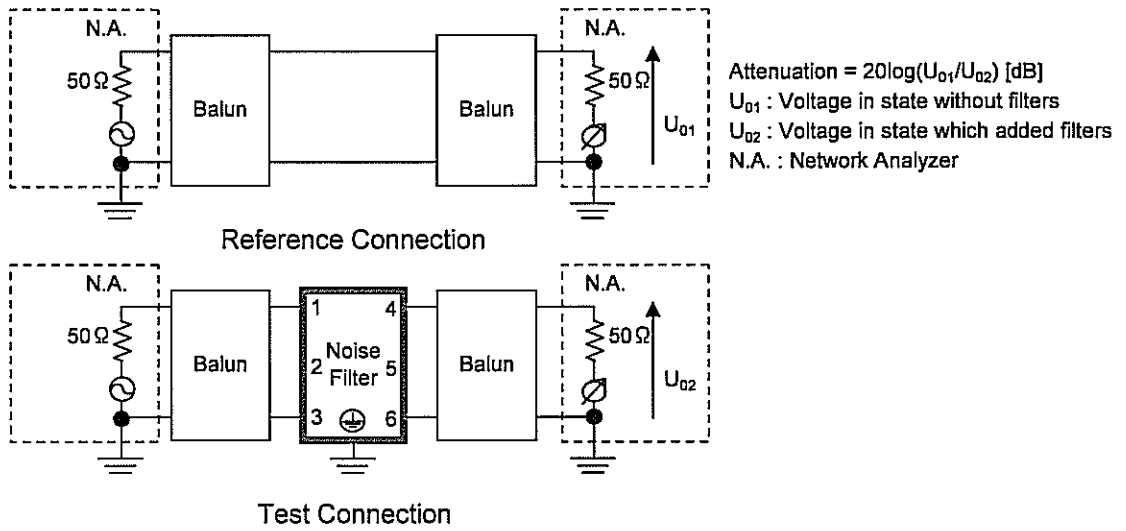 N.A.
N.A.
50Ω
Balun
Balun
50Ω
U01
Attenuation = 20log(U01/U02) [dB]
U01 : Voltage in state without filters
U02 : Voltage in state which added filters
N.A. : Network Analyzer
Reference Connection
N.A.
N.A.
50Ω
Balun
1
4
2
Noise
Filter
5
3
6
Balun
50Ω
U02
Test Connection